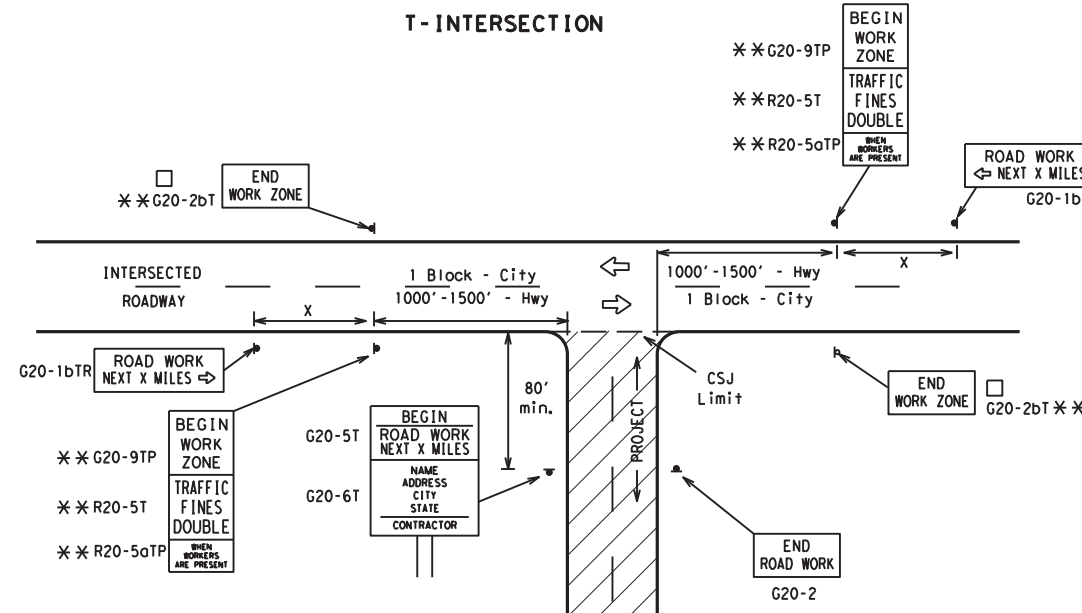 T-INTERSECTION
BEGIN
WORK
ZONE
**G20-9TP
TRAFFIC
FINES
DOUBLE
**R20-5T
WHEN
WORKERS
ARE PRESENT
**R20-5aTP
ROAD WORK
⇦ NEXT X MILES
G20-1b
□
**G20-2bT
END
WORK ZONE
INTERSECTED
ROADWAY
1 Block - City
1000'-1500' - Hwy
X
1000'-1500' - Hwy
1 Block - City
X
G20-1bTR
ROAD WORK
NEXT X MILES ⇨
80'
min.
CSJ
Limit
PROJECT
END
WORK ZONE
□
G20-2bT **
BEGIN
WORK
ZONE
**G20-9TP
TRAFFIC
FINES
DOUBLE
**R20-5T
WHEN
WORKERS
ARE PRESENT
**R20-5aTP
G20-5T
BEGIN
ROAD WORK
NEXT X MILES
G20-6T
NAME
ADDRESS
CITY
STATE
CONTRACTOR
END
ROAD WORK
G20-2